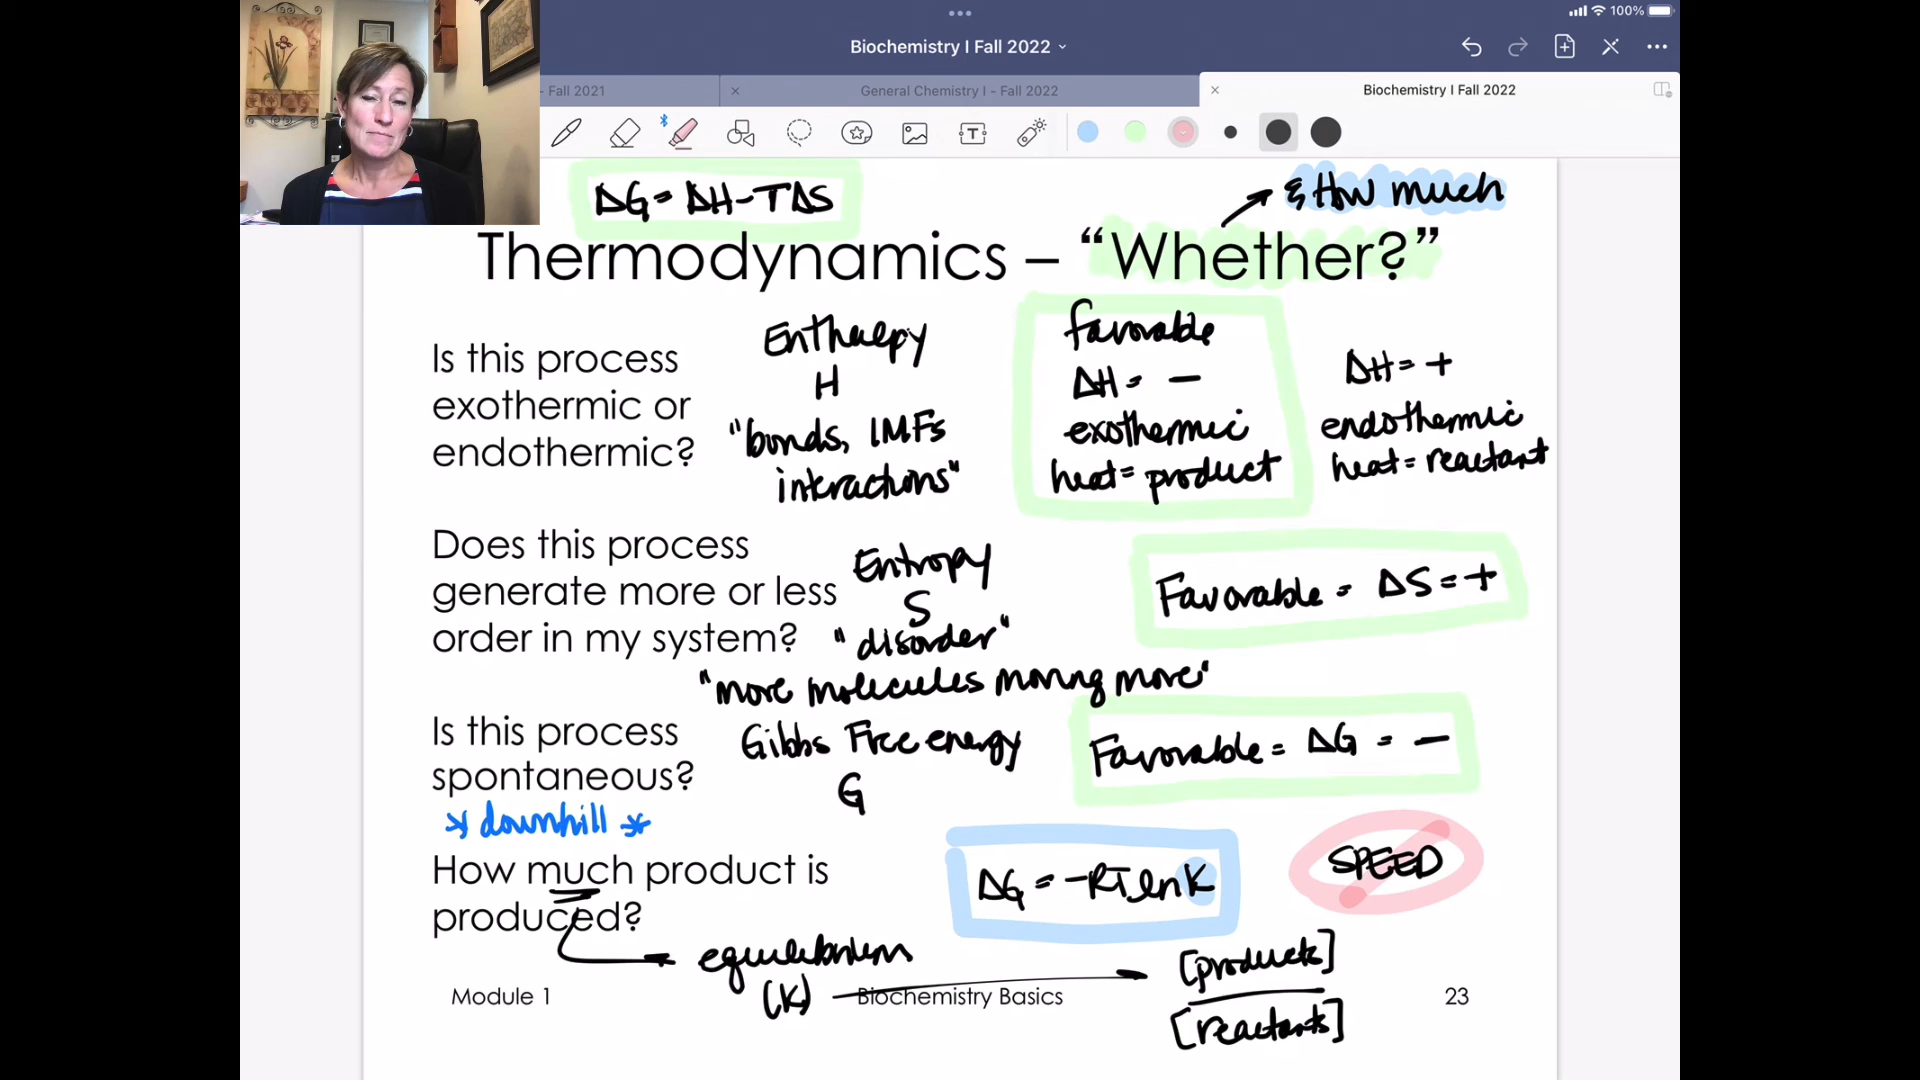 100%
Biochemistry I Fall 2022
- Fall 2021
General Chemistry I - Fall 2022
Biochemistry I Fall 2022
ΔG = ΔH - TΔS
& How much
Thermodynamics – “Whether?”
Is this process
exothermic or
endothermic?
Enthalpy
H
"bonds, IMFs
interactions"
favorable
ΔH = -
exothermic
heat = product
ΔH = +
endothermic
heat = reactant
Does this process
generate more or less
order in my system?
Entropy
S
"disorder"
"more molecules moving more"
Favorable = ΔS = +
Is this process
spontaneous?
* downhill *
Gibbs Free energy
G
Favorable = ΔG = -
How much product is
produced?
ΔG = -RTlnK
SPEED
equilibrium
(K)
[products]
[reactants]
Module 1
Biochemistry Basics
23